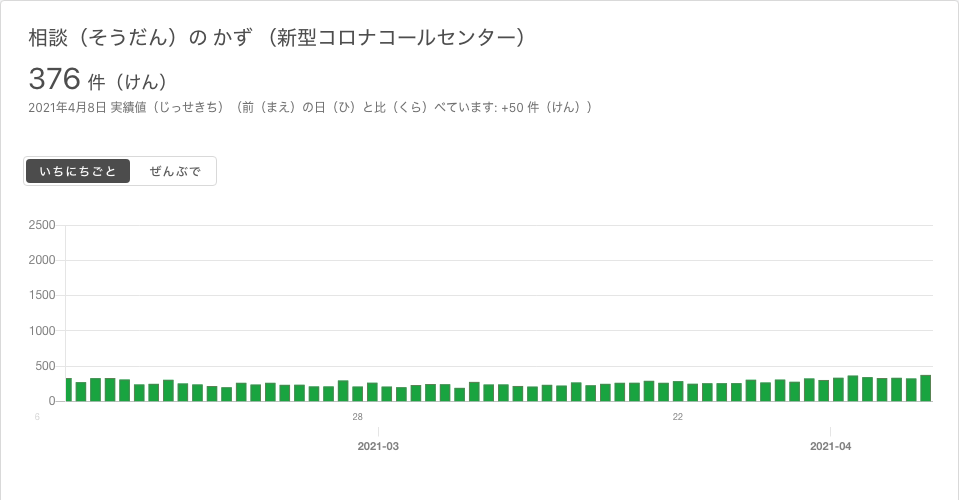 相談（そうだん）の かず （新型コロナコールセンター）
376 件（けん）
2021年4月8日 実績値（じっせきち）（前（まえ）の日（ひ）と比（くら）べています: +50 件（けん））
いちにちごと ぜんぶで
2500
2000
1500
1000
500
0
6 28 22
2021-03 2021-04